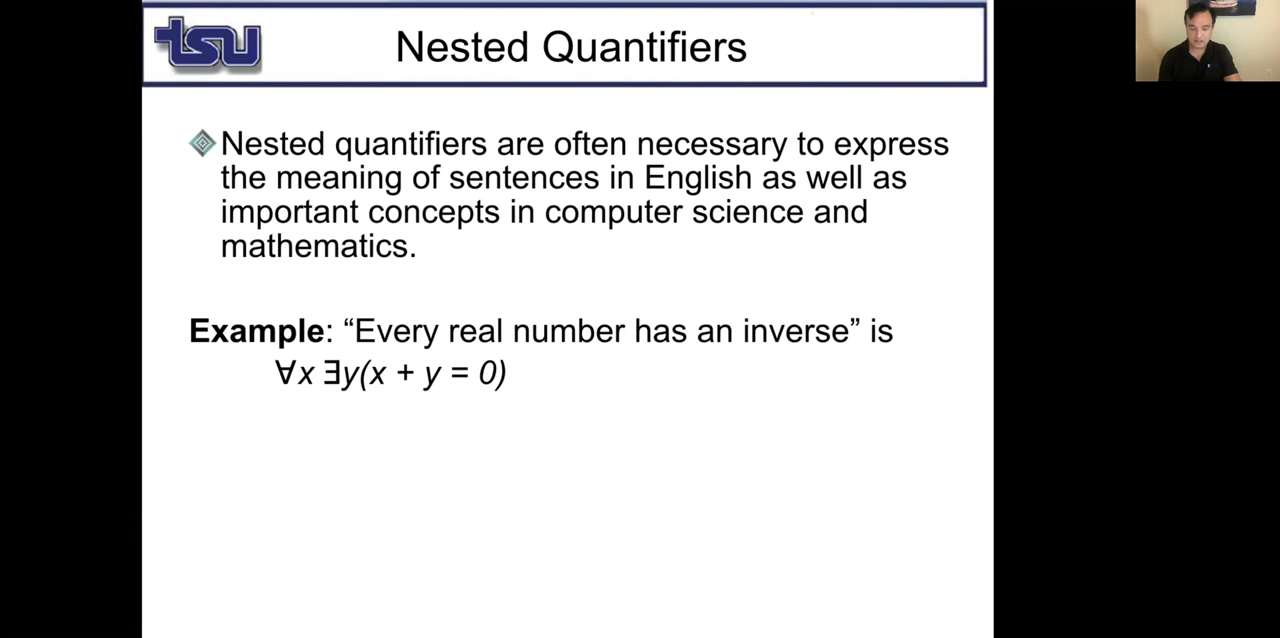 tsu
Nested Quantifiers
Nested quantifiers are often necessary to express
the meaning of sentences in English as well as
important concepts in computer science and
mathematics.
Example: “Every real number has an inverse” is
∀x ∃y(x + y = 0)